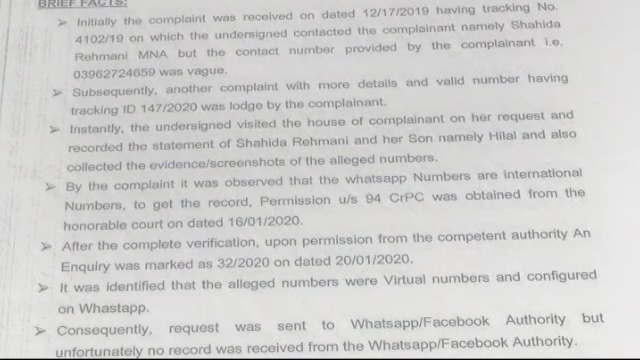 BRIEF FACTS:
➢ Initially the complaint was received on dated 12/17/2019 having tracking No.
4102/19 on which the undersigned contacted the complainant namely Shahida
Rehmani MNA but the contact number provided by the complainant i.e.
03962724659 was vague.
➢ Subsequently, another complaint with more details and valid number having
tracking ID 147/2020 was lodge by the complainant.
➢ Instantly, the undersigned visited the house of complainant on her request and
recorded the statement of Shahida Rehmani and her Son namely Hilal and also
collected the evidence/screenshots of the alleged numbers.
➢ By the complaint it was observed that the whatsapp Numbers are international
Numbers, to get the record, Permission u/s 94 CrPC was obtained from the
honorable court on dated 16/01/2020.
➢ After the complete verification, upon permission from the competent authority An
Enquiry was marked as 32/2020 on dated 20/01/2020.
➢ It was identified that the alleged numbers were Virtual numbers and configured
on Whastapp.
➢ Consequently, request was sent to Whatsapp/Facebook Authority but
unfortunately no record was received from the Whatsapp/Facebook Authority.